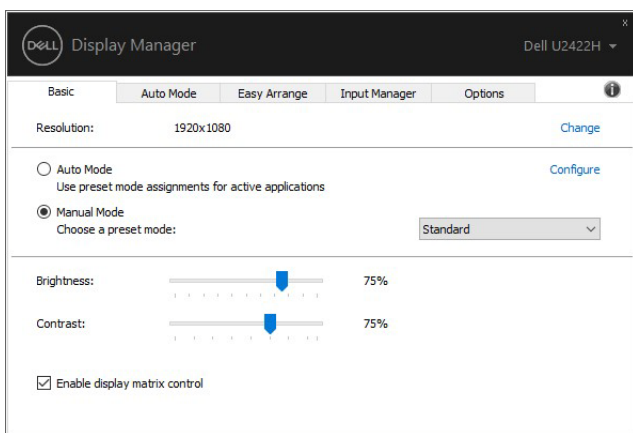 DELL Display Manager Dell U2422H
x
Basic Auto Mode Easy Arrange Input Manager Options
Resolution: 1920x1080 Change
Auto Mode Configure
Use preset mode assignments for active applications
Manual Mode
Choose a preset mode: Standard
Brightness: 75%
Contrast: 75%
Enable display matrix control